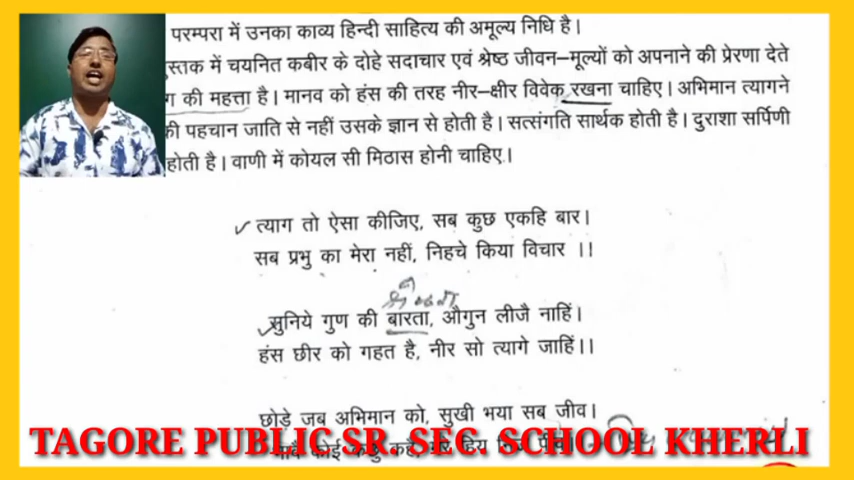 परम्परा में उनका काव्य हिन्दी साहित्य की अमूल्य निधि है।
पुस्तक में चयनित कबीर के दोहे सदाचार एवं श्रेष्ठ जीवन–मूल्यों को अपनाने की प्रेरणा देते
की महत्ता है। मानव को हंस की तरह नीर–क्षीर विवेक रखना चाहिए। अभिमान त्यागने
की पहचान जाति से नहीं उसके ज्ञान से होती है। सत्संगति सार्थक होती है। दुराशा सर्पिणी
होती है। वाणी में कोयल सी मिठास होनी चाहिए।
त्याग तो ऐसा कीजिए, सब कुछ एकहि बार।
सब प्रभु का मेरा नहीं, निहचे किया विचार ।।
सुनिये गुण की बारता, औगुन लीजै नाहिं।
हंस छीर को गहत है, नीर सो त्यागे जाहिं।।
छोड़े जब अभिमान को, सुखी भया सब जीव।
TAGORE PUBLIC SR. SEC. SCHOOL KHERLI